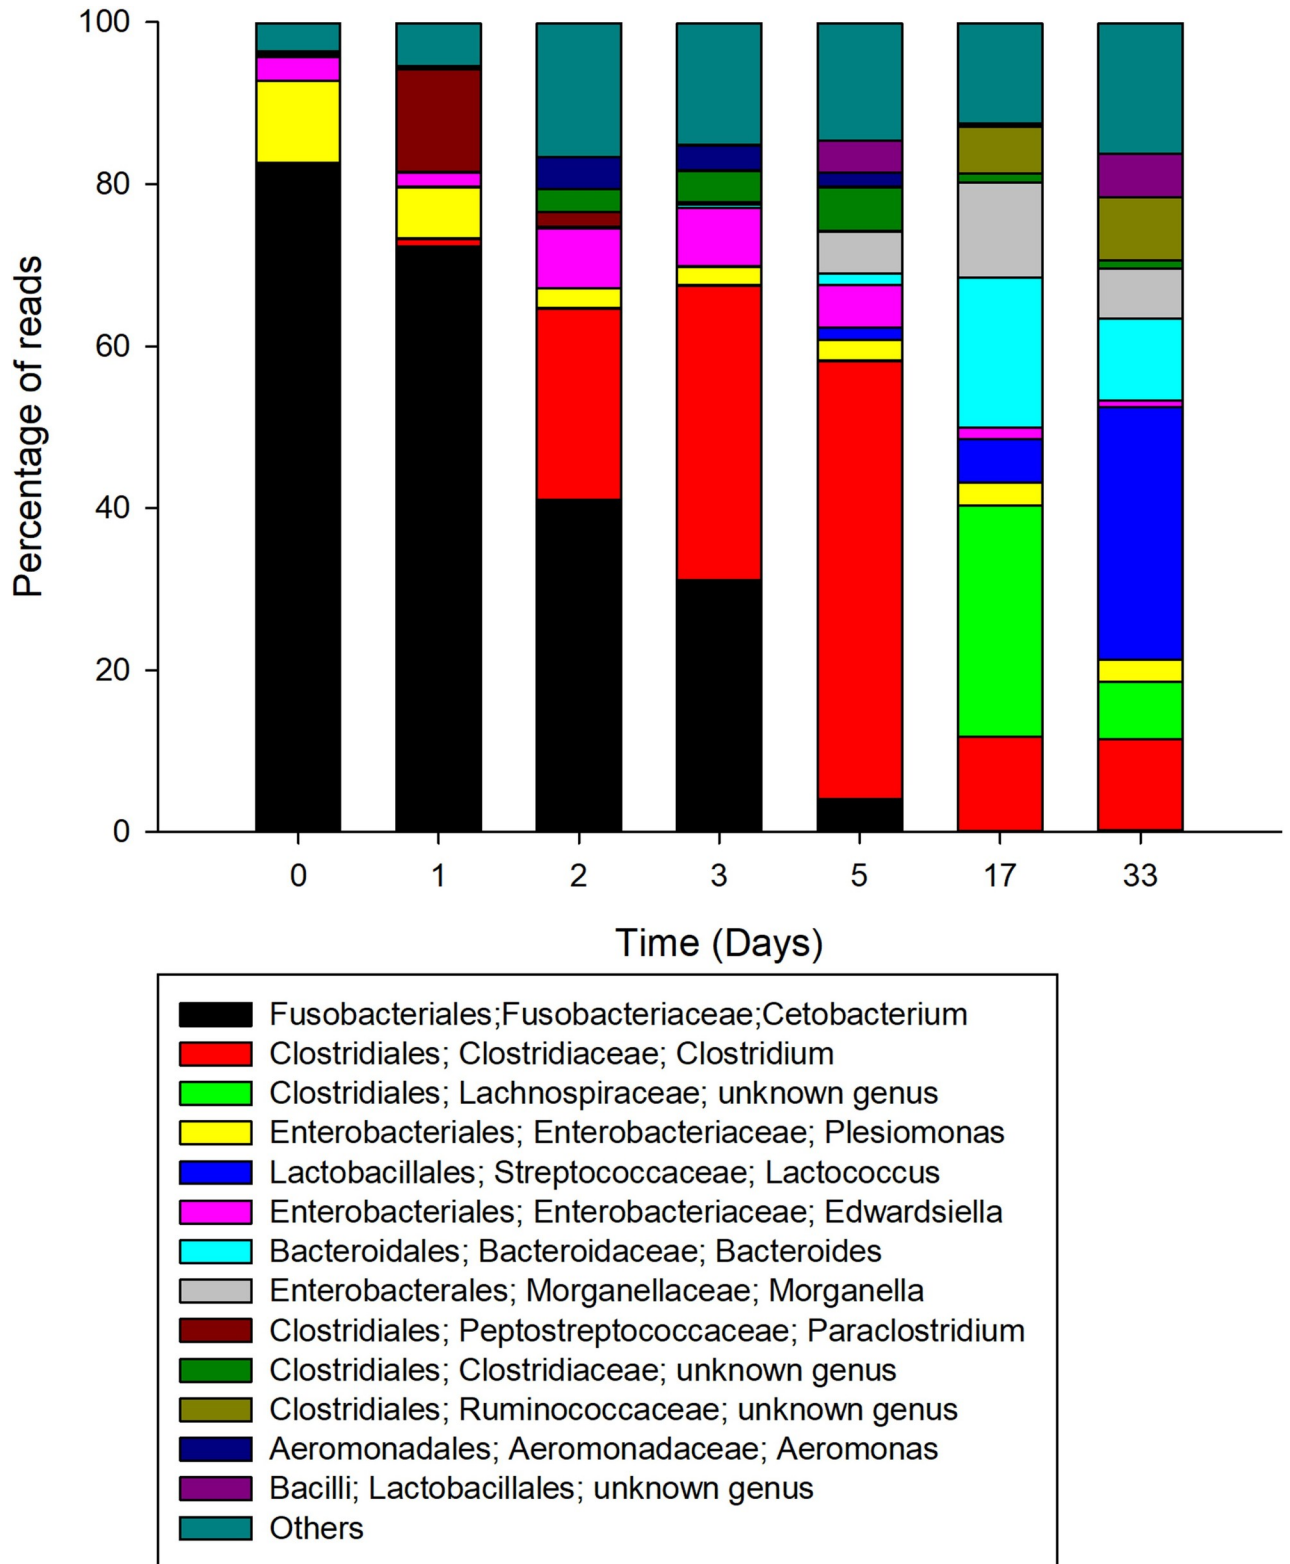 100
80
60
40
20
0
Percentage of reads
0 1 2 3 5 17 33
Time (Days)
Fusobacteriales;Fusobacteriaceae;Cetobacterium
Clostridiales; Clostridiaceae; Clostridium
Clostridiales; Lachnospiraceae; unknown genus
Enterobacteriales; Enterobacteriaceae; Plesiomonas
Lactobacillales; Streptococcaceae; Lactococcus
Enterobacteriales; Enterobacteriaceae; Edwardsiella
Bacteroidales; Bacteroidaceae; Bacteroides
Enterobacterales; Morganellaceae; Morganella
Clostridiales; Peptostreptococcaceae; Paraclostridium
Clostridiales; Clostridiaceae; unknown genus
Clostridiales; Ruminococcaceae; unknown genus
Aeromonadales; Aeromonadaceae; Aeromonas
Bacilli; Lactobacillales; unknown genus
Others